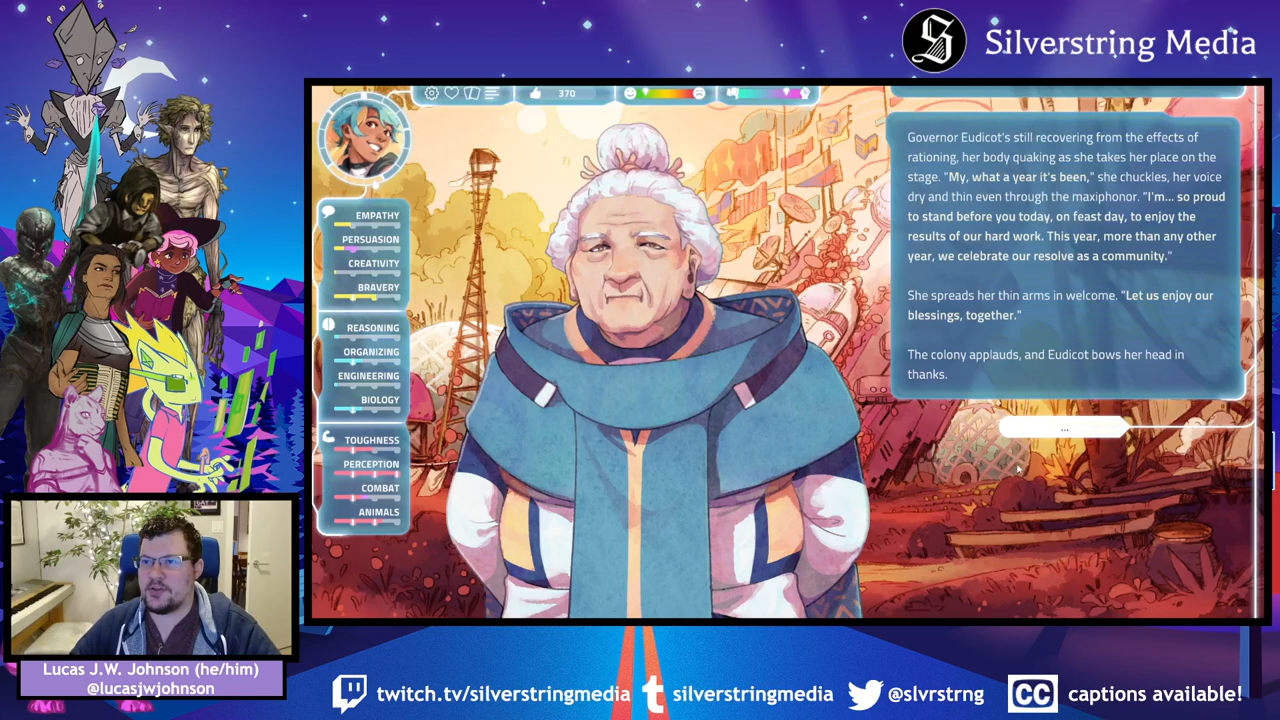 Silverstring Media
370
EMPATHY
PERSUASION
CREATIVITY
BRAVERY
REASONING
ORGANIZING
ENGINEERING
BIOLOGY
TOUGHNESS
PERCEPTION
COMBAT
ANIMALS
Governor Eudicot's still recovering from the effects of
rationing, her body quaking as she takes her place on the
stage. "My, what a year it's been," she chuckles, her voice
dry and thin even through the maxiphonor. "I'm... so proud
to stand before you today, on feast day, to enjoy the
results of our hard work. This year, more than any other
year, we celebrate our resolve as a community."
She spreads her thin arms in welcome. "Let us enjoy our
blessings, together."
The colony applauds, and Eudicot bows her head in
thanks.
...
Lucas J.W. Johnson (he/him)
@lucasjwjohnson
twitch.tv/silverstringmedia
silverstringmedia
@slvrstrng
CC
captions available!